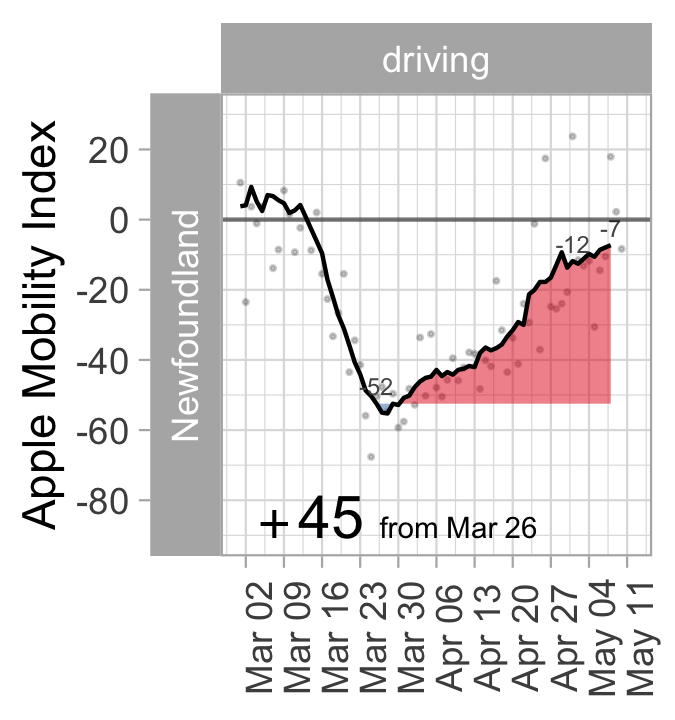 driving
Apple Mobility Index
Newfoundland
20
0
-20
-40
-60
-80
-52
-12
-7
+45 from Mar 26
Mar 02
Mar 09
Mar 16
Mar 23
Mar 30
Apr 06
Apr 13
Apr 20
Apr 27
May 04
May 11